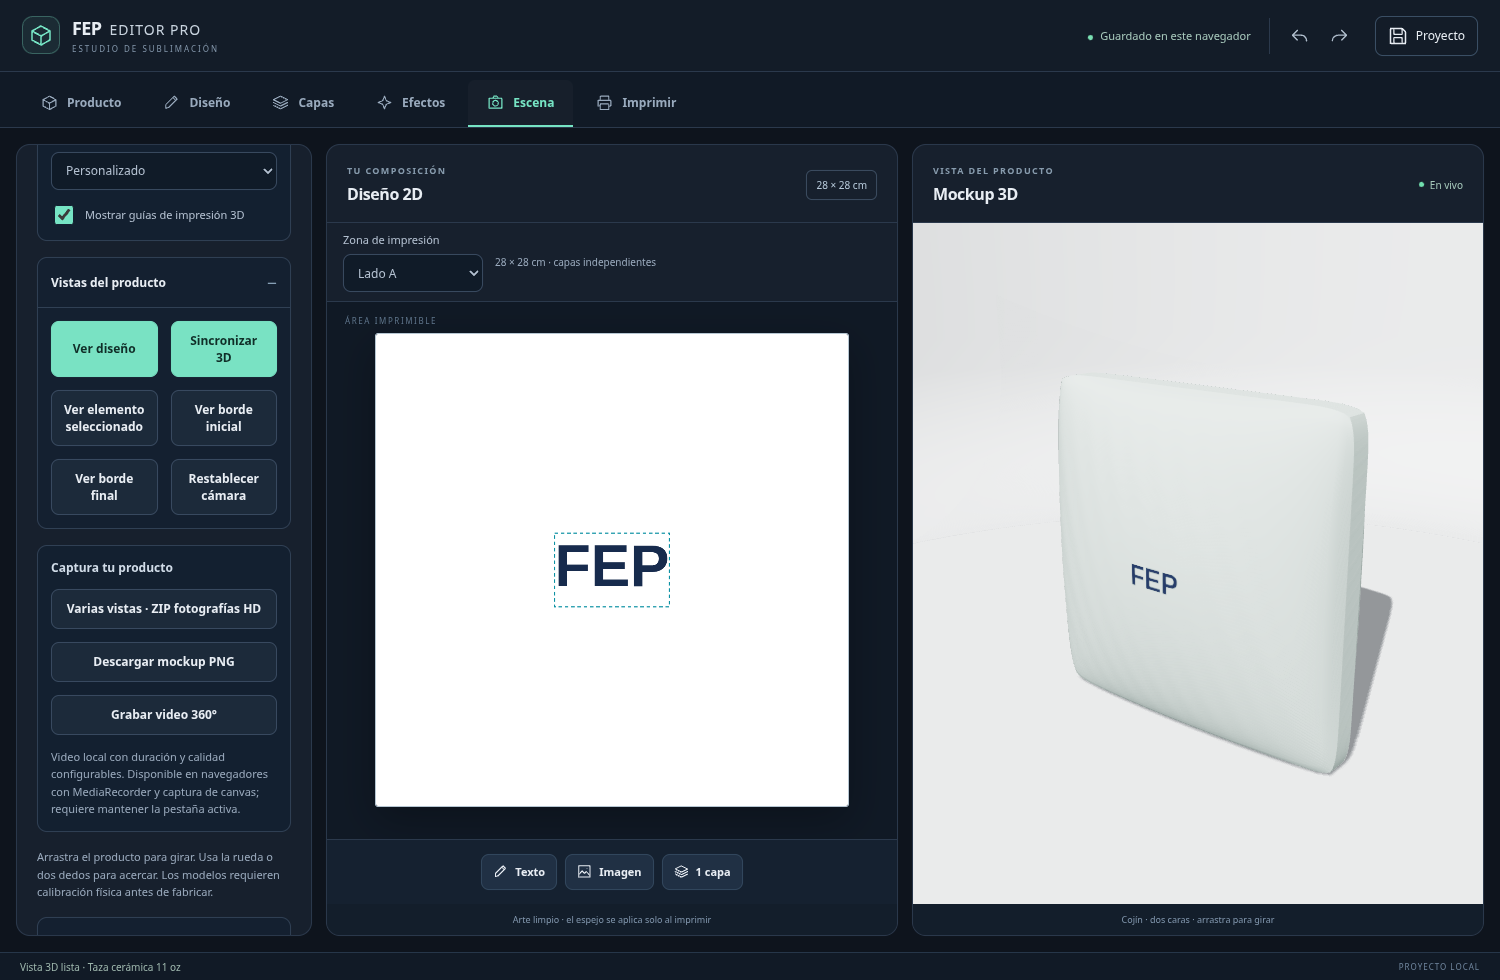 FEP EDITOR PRO
ESTUDIO DE SUBLIMACIÓN
Guardado en este navegador
Proyecto
Producto
Diseño
Capas
Efectos
Escena
Imprimir
Personalizado
Mostrar guías de impresión 3D
Vistas del producto
Ver diseño
Sincronizar
3D
Ver elemento
seleccionado
Ver borde
inicial
Ver borde
final
Restablecer
cámara
Captura tu producto
Varias vistas · ZIP fotografías HD
Descargar mockup PNG
Grabar video 360°
Video local con duración y calidad
configurables. Disponible en navegadores
con MediaRecorder y captura de canvas;
requiere mantener la pestaña activa.
Arrastra el producto para girar. Usa la rueda o
dos dedos para acercar. Los modelos requieren
calibración física antes de fabricar.
TU COMPOSICIÓN
Diseño 2D
28 × 28 cm
Zona de impresión
Lado A
28 × 28 cm · capas independientes
ÁREA IMPRIMIBLE
FEP
Texto
Imagen
1 capa
Arte limpio · el espejo se aplica solo al imprimir
VISTA DEL PRODUCTO
Mockup 3D
En vivo
FEP
Cojín · dos caras · arrastra para girar
Vista 3D lista · Taza cerámica 11 oz
PROYECTO LOCAL